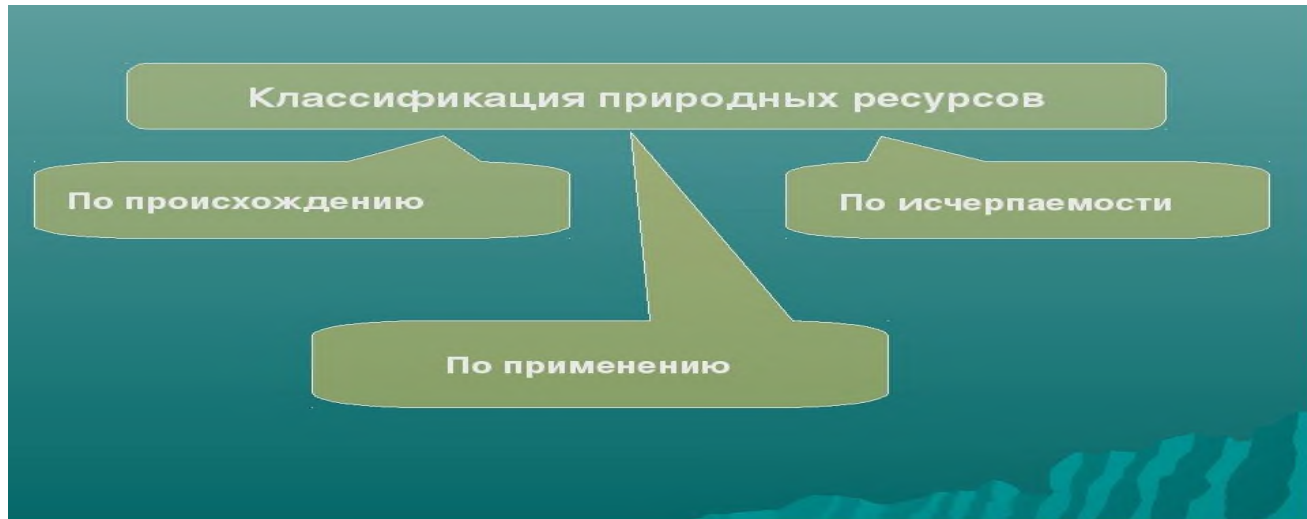 Классификация природных ресурсов
По происхождению
По исчерпаемости
По применению